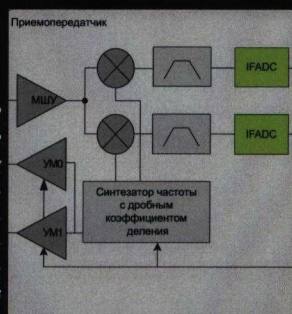 Приемопередатчик
МШУ
IFADC
IFADC
УМ0
УМ1
Синтезатор частоты
с дробным
коэффициентом
деления